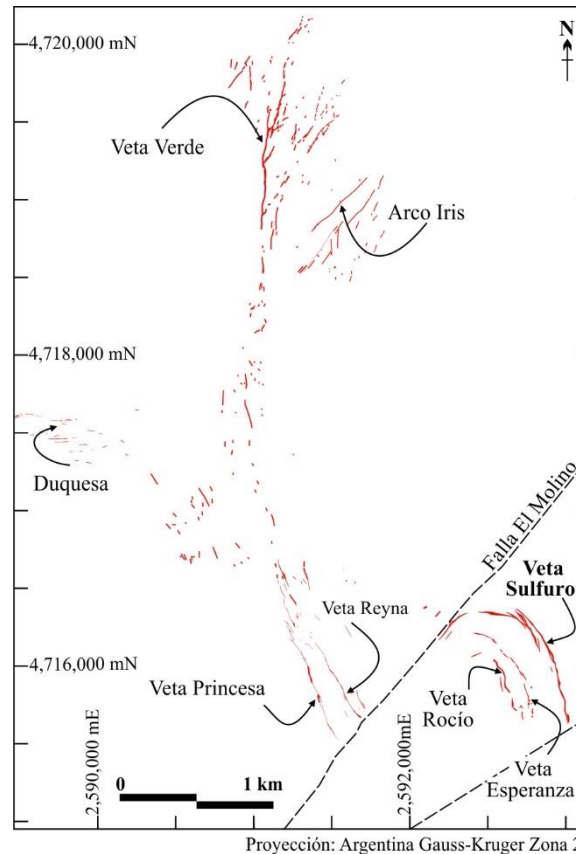 4,720,000 mN
N
Veta Verde
Arco Iris
4,718,000 mN
Duquesa
Falla El Molino
Veta
Sulfuro
Veta Reyna
4,716,000 mN
Veta Princesa
Veta
Rocío
Veta
Esperanza
2,590,000 mE
2,592,000mE
0 1 km
Proyección: Argentina Gauss-Kruger Zona 2